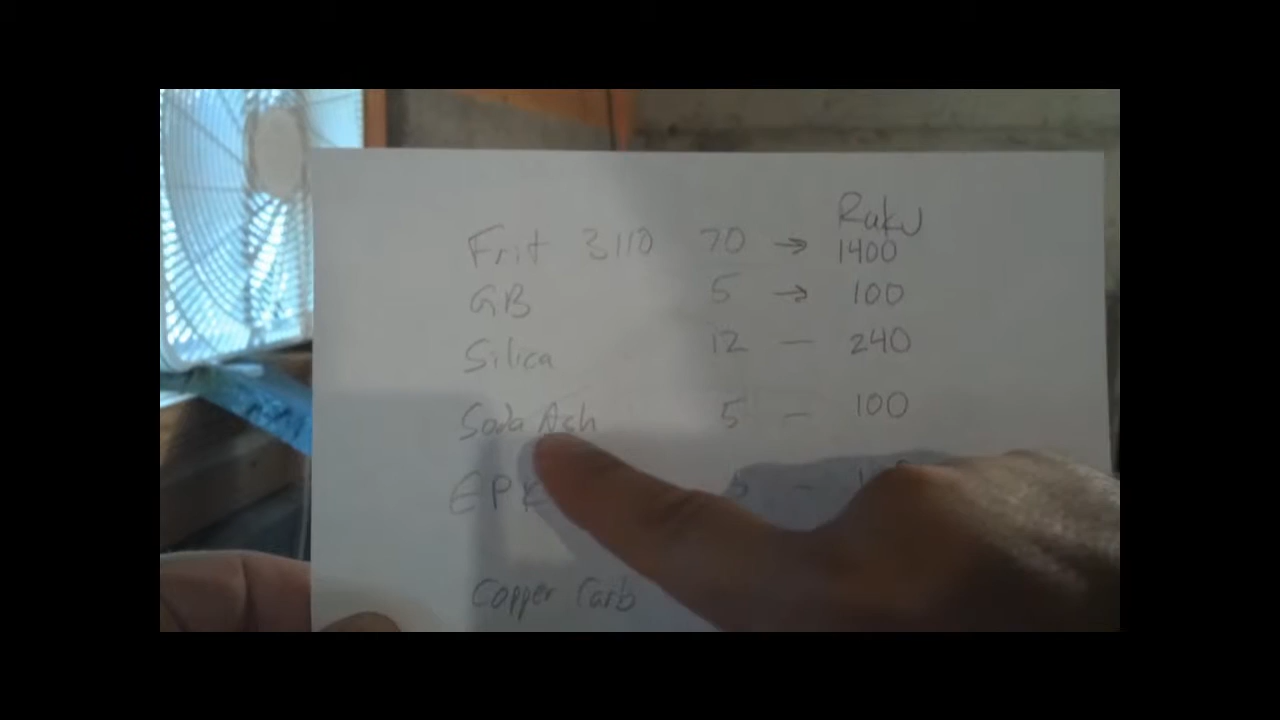 Raku
Frit 3110 70 → 1400
GB 5 → 100
Silica 12 — 240
Soda Ash 5 — 100
—
Copper Carb